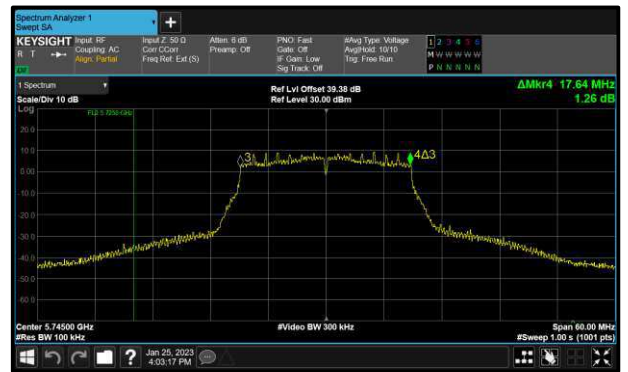 Spectrum Analyzer 1
Swept SA
+
KEYSIGHT
R T
Input: RF
Coupling: AC
Align: Partial
Input Z: 50 Ω
Corr CCorr
Freq Ref: Ext (S)
Atten: 6 dB
Preamp: Off
PNO: Fast
Gate: Off
IF Gain: Low
Sig Track: Off
#Avg Type: Voltage
Avg|Hold: 10/10
Trig: Free Run
1 2 3 4 5 6
M W W W W W
P N N N N N
1 Spectrum
Scale/Div 10 dB
Log
Ref Lvl Offset 39.38 dB
Ref Level 30.00 dBm
ΔMkr4 17.64 MHz
1.26 dB
20.0
10.0
0.00
-10.0
-20.0
-30.0
-40.0
-50.0
-60.0
3
4Δ3
Center 5.74500 GHz
#Res BW 100 kHz
#Video BW 300 kHz
Span 60.00 MHz
#Sweep 1.00 s (1001 pts)
?
Jan 25, 2023
4:03:17 PM